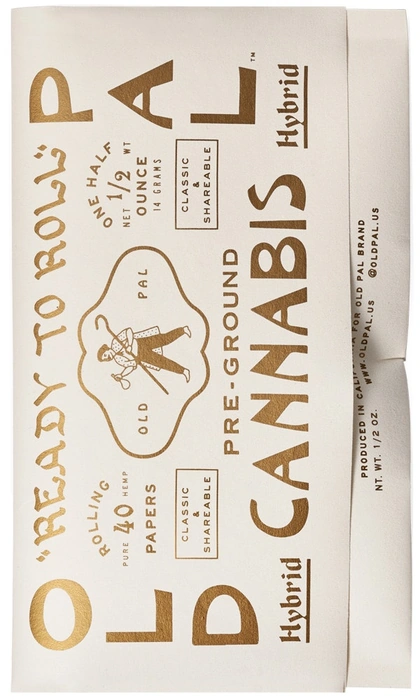 OLD
"READY TO ROLL"
PAL™
ROLLING
PURE 40 HEMP
PAPERS
CLASSIC
&
SHAREABLE
OLD PAL
ONE HALF
NET 1/2 WT
OUNCE
14 GRAMS
CLASSIC
&
SHAREABLE
PRE-GROUND
Hybrid CANNABIS Hybrid
PRODUCED IN CALIFORNIA FOR OLD PAL BRAND
NT. WT. 1/2 OZ. WWW.OLDPAL.US @OLDPAL.US